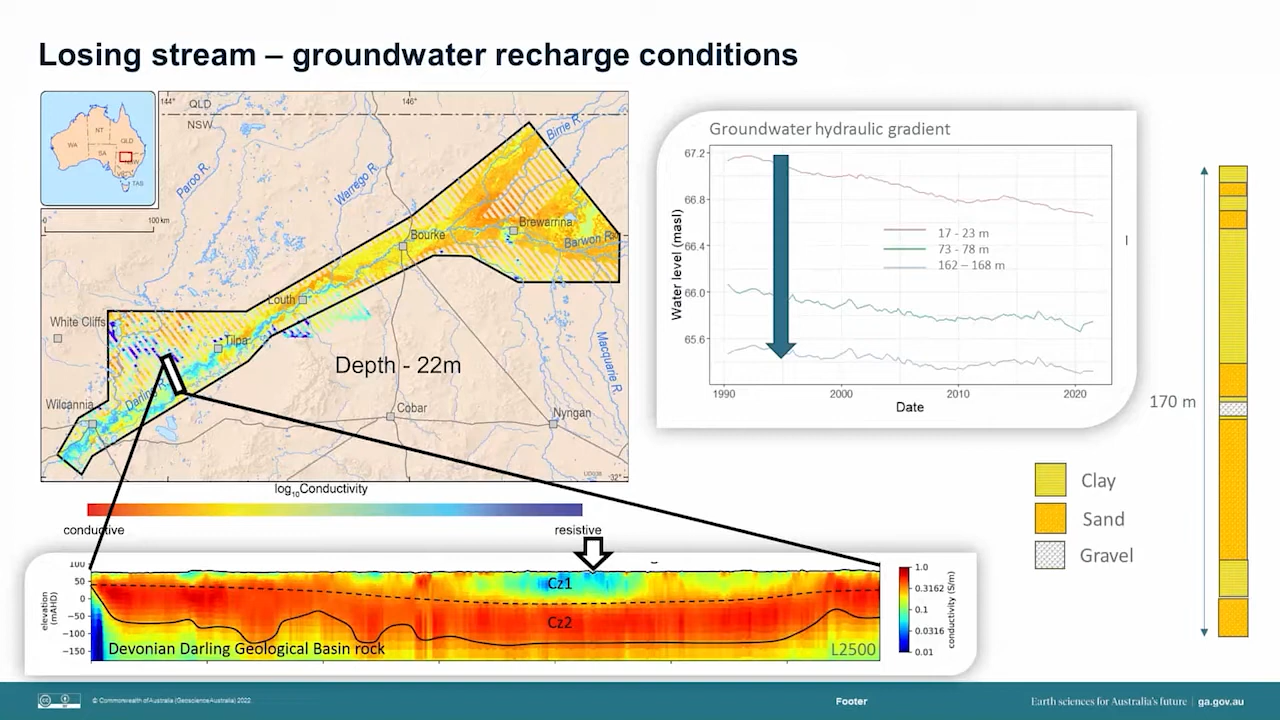 Losing stream – groundwater recharge conditions
144°
QLD
NSW
146°
NT
QLD
WA
SA
TAS
0
100 km
Paroo R.
Warrego R.
Birrie R.
Brewarrina
Barwon R.
Bourke
Louth
White Cliffs
Tilpa
Macquarie R.
Depth - 22m
Darling R.
Wilcannia
Cobar
Nyngan
32°
log10Conductivity
conductive
resistive
Groundwater hydraulic gradient
67.2
66.8
66.4
66.0
65.6
Water level (masl)
17 - 23 m
73 - 78 m
162 – 168 m
1990
2000
2010
2020
Date
170 m
Clay
Sand
Gravel
100
50
0
−50
−100
−150
elevation
(mAHD)
Cz1
Cz2
Devonian Darling Geological Basin rock
L2500
1.0
0.3162
0.1
0.0316
0.01
conductivity (S/m)
© Commonwealth of Australia (Geoscience Australia) 2022
Footer
Earth sciences for Australia's future | ga.gov.au